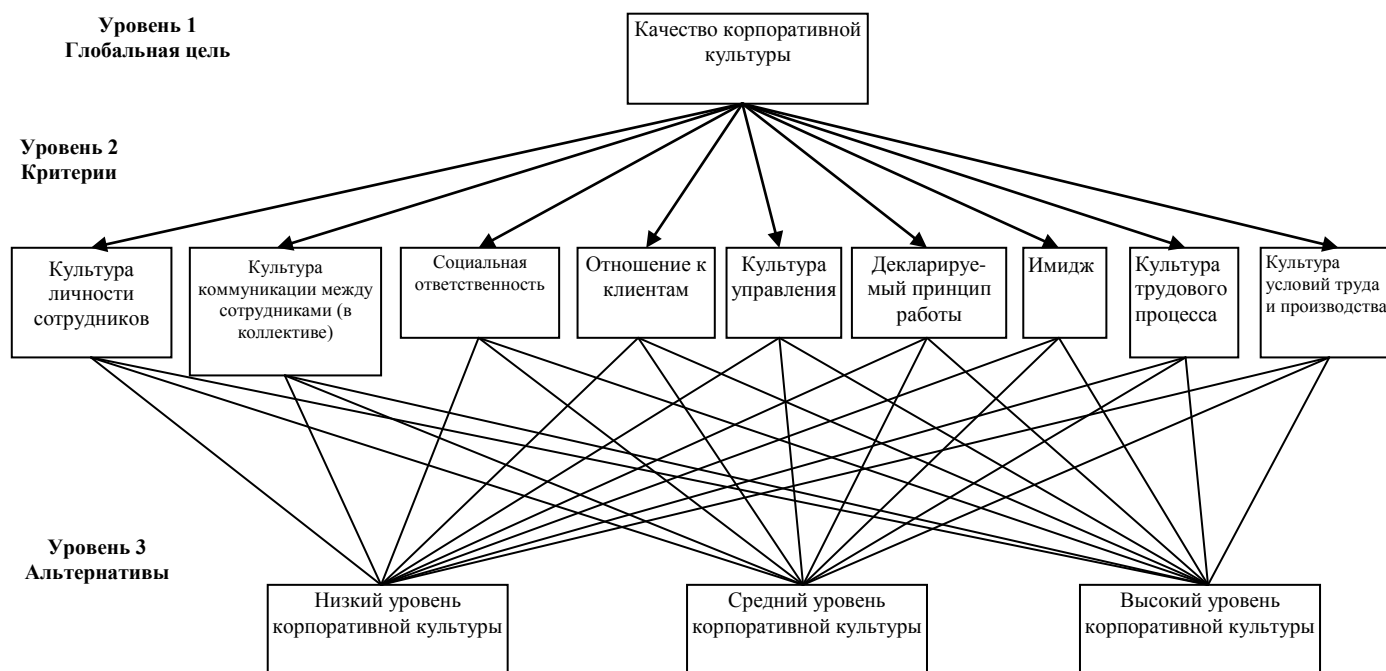 Уровень 1
Глобальная цель
Качество корпоративной
культуры
Уровень 2
Критерии
Культура
личности
сотрудников
Культура
коммуникации между
сотрудниками (в
коллективе)
Социальная
ответственность
Отношение к
клиентам
Культура
управления
Декларируе-
мый принцип
работы
Имидж
Культура
трудового
процесса
Культура
условий труда
и производства
Уровень 3
Альтернативы
Низкий уровень
корпоративной культуры
Средний уровень
корпоративной культуры
Высокий уровень
корпоративной культуры